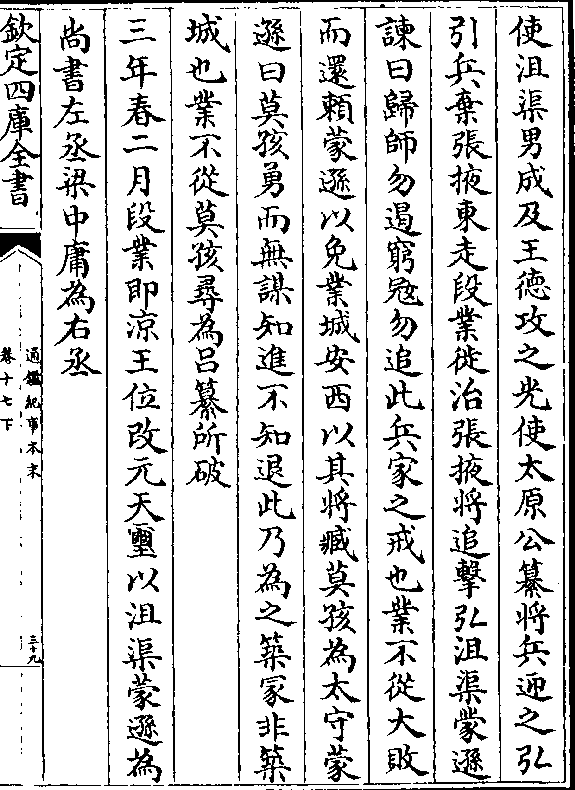 使沮渠男成及王德攻之光使太原公纂將兵迎之弘
引兵棄張掖東走段業徙治張掖將追擊弘沮渠蒙遜
諫曰歸師勿遏窮寇勿追此兵家之戒也業不從大敗
而還賴蒙遜以免業城安西以其將臧莫孩為太守蒙
遜曰莫孩勇而無謀知進不知退此乃為之築冡非築
城也業不從莫孩尋為吕纂所破
三年春二月段業即涼王位改元天璽以沮渠蒙遜為
尚書左丞梁中庸為右丞
欽定四庫全書
通鑑紀事本末
卷十七下
三十九